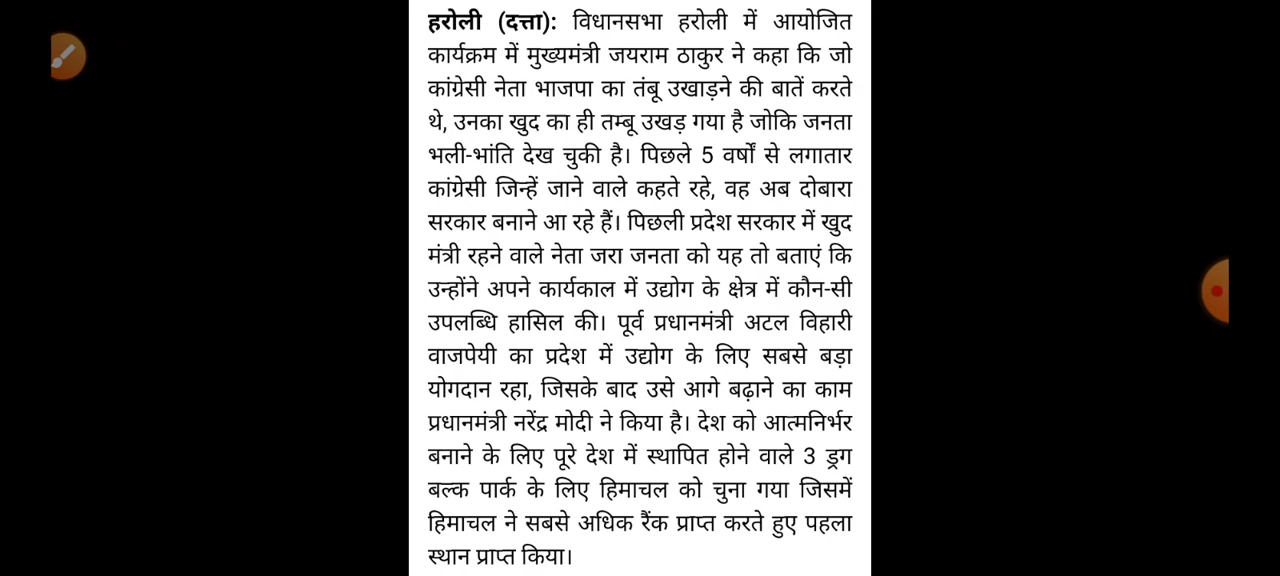 हरोली (दत्ता): विधानसभा हरोली में आयोजित
कार्यक्रम में मुख्यमंत्री जयराम ठाकुर ने कहा कि जो
कांग्रेसी नेता भाजपा का तंबू उखाड़ने की बातें करते
थे, उनका खुद का ही तम्बू उखड़ गया है जोकि जनता
भली-भांति देख चुकी है। पिछले 5 वर्षों से लगातार
कांग्रेसी जिन्हें जाने वाले कहते रहे, वह अब दोबारा
सरकार बनाने आ रहे हैं। पिछली प्रदेश सरकार में खुद
मंत्री रहने वाले नेता जरा जनता को यह तो बताएं कि
उन्होंने अपने कार्यकाल में उद्योग के क्षेत्र में कौन-सी
उपलब्धि हासिल की। पूर्व प्रधानमंत्री अटल विहारी
वाजपेयी का प्रदेश में उद्योग के लिए सबसे बड़ा
योगदान रहा, जिसके बाद उसे आगे बढ़ाने का काम
प्रधानमंत्री नरेंद्र मोदी ने किया है। देश को आत्मनिर्भर
बनाने के लिए पूरे देश में स्थापित होने वाले 3 ड्रग
बल्क पार्क के लिए हिमाचल को चुना गया जिसमें
हिमाचल ने सबसे अधिक रैंक प्राप्त करते हुए पहला
स्थान प्राप्त किया।